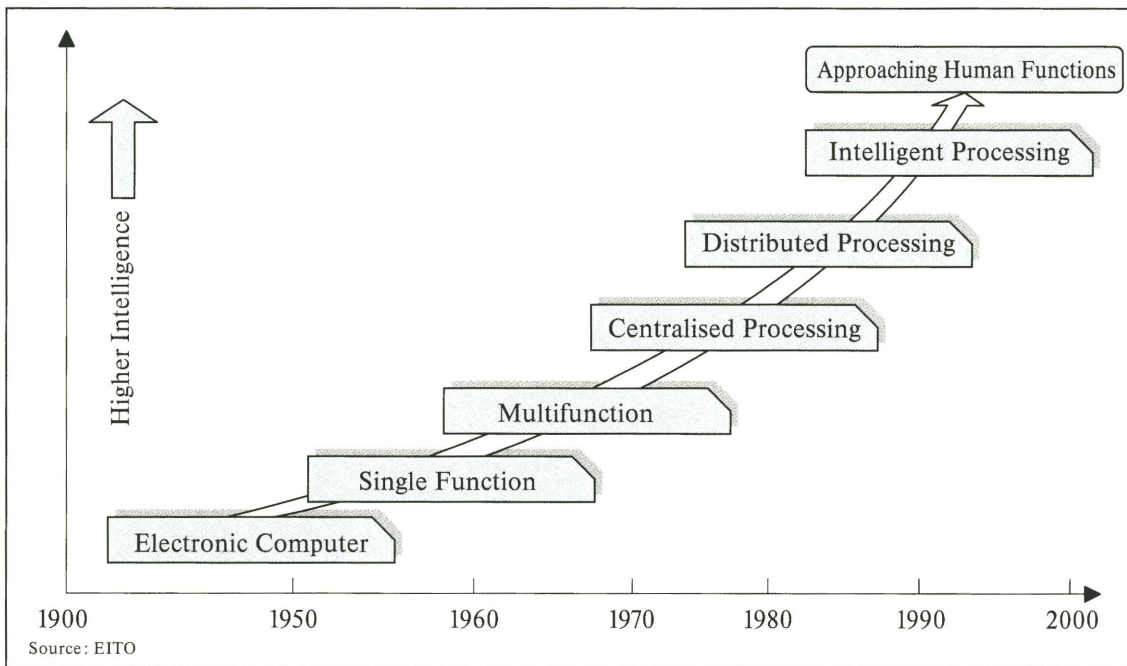 Approaching Human Functions
Intelligent Processing
Distributed Processing
Centralised Processing
Multifunction
Single Function
Electronic Computer
Higher Intelligence
1900 1950 1960 1970 1980 1990 2000
Source: EITO